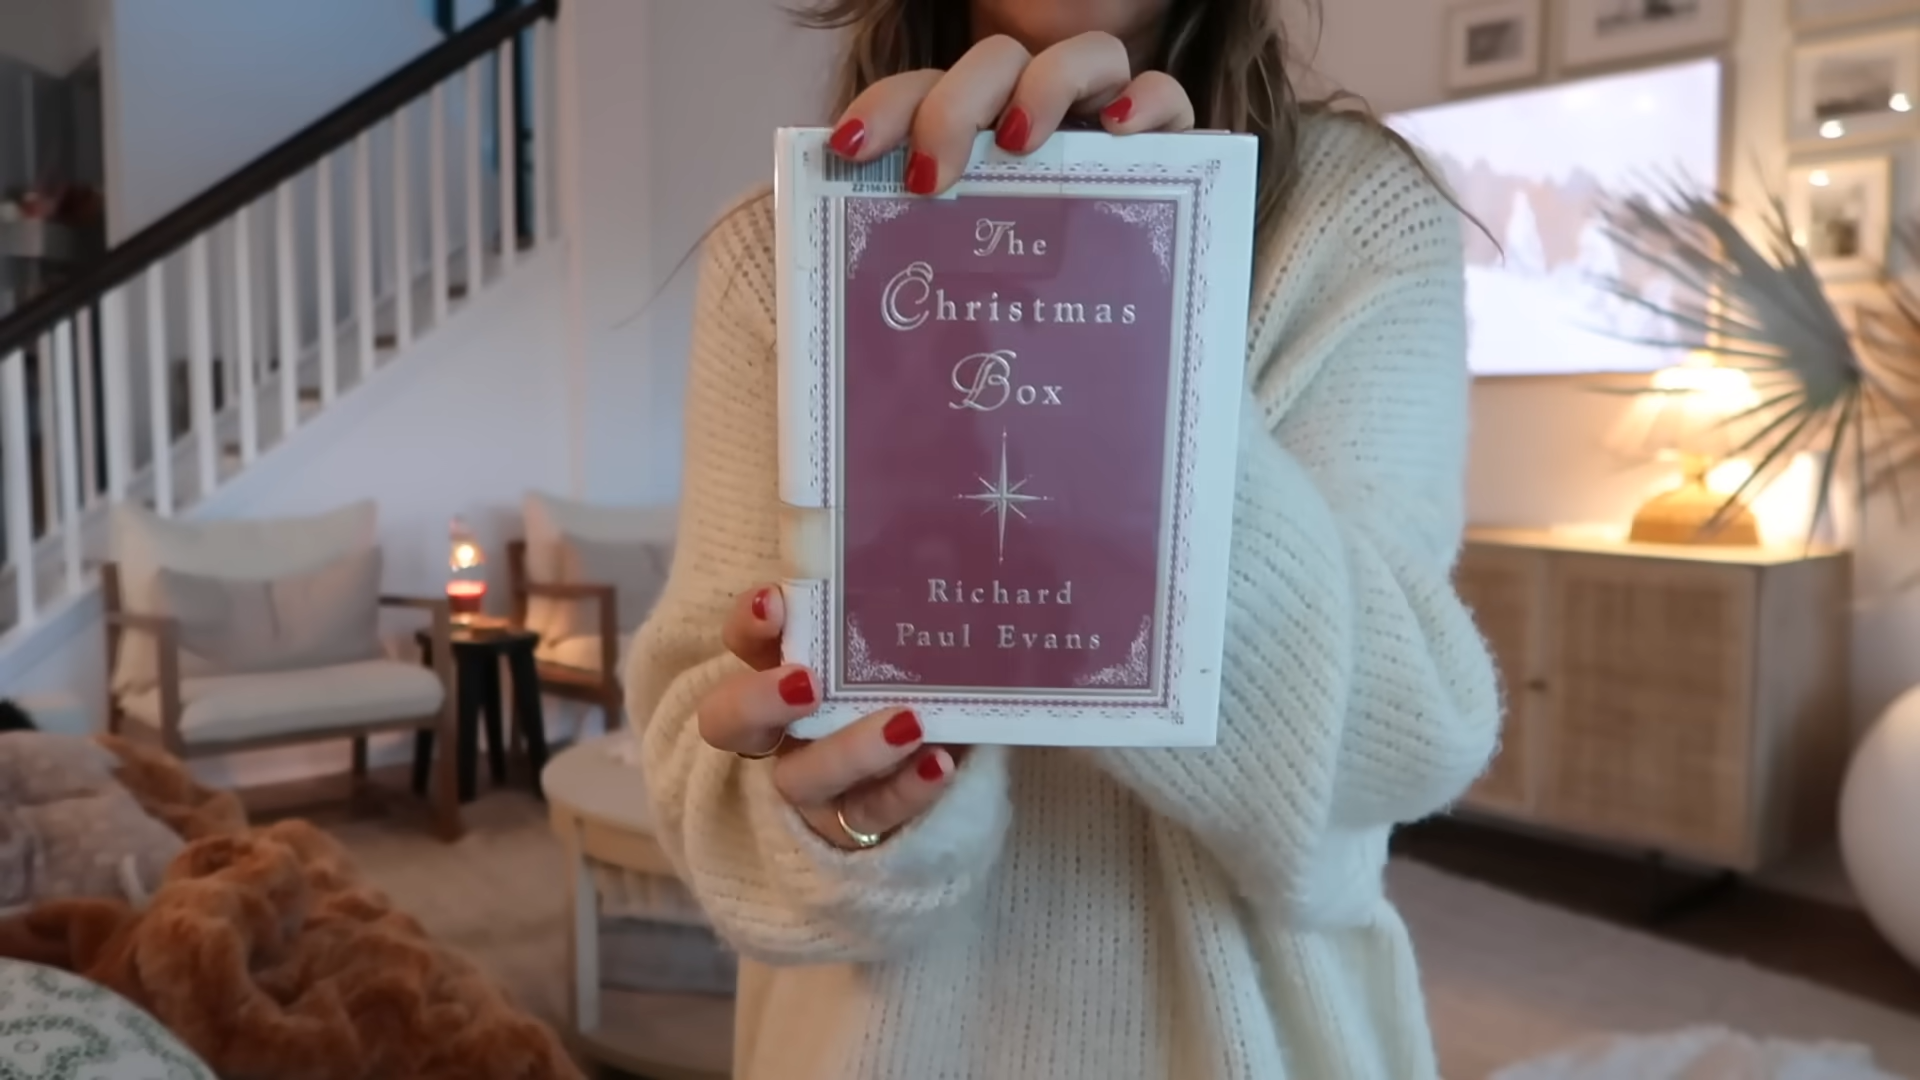 The
Christmas
Box
Richard
Paul Evans